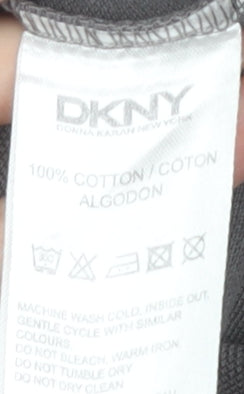 DKNY
DONNA KARAN NEW YORK
100% COTTON / COTON
ALGODON
MACHINE WASH COLD, INSIDE OUT,
GENTLE CYCLE WITH SIMILAR
COLOURS
DO NOT BLEACH, WARM IRON
DO NOT TUMBLE DRY
DO NOT DRY CLEAN